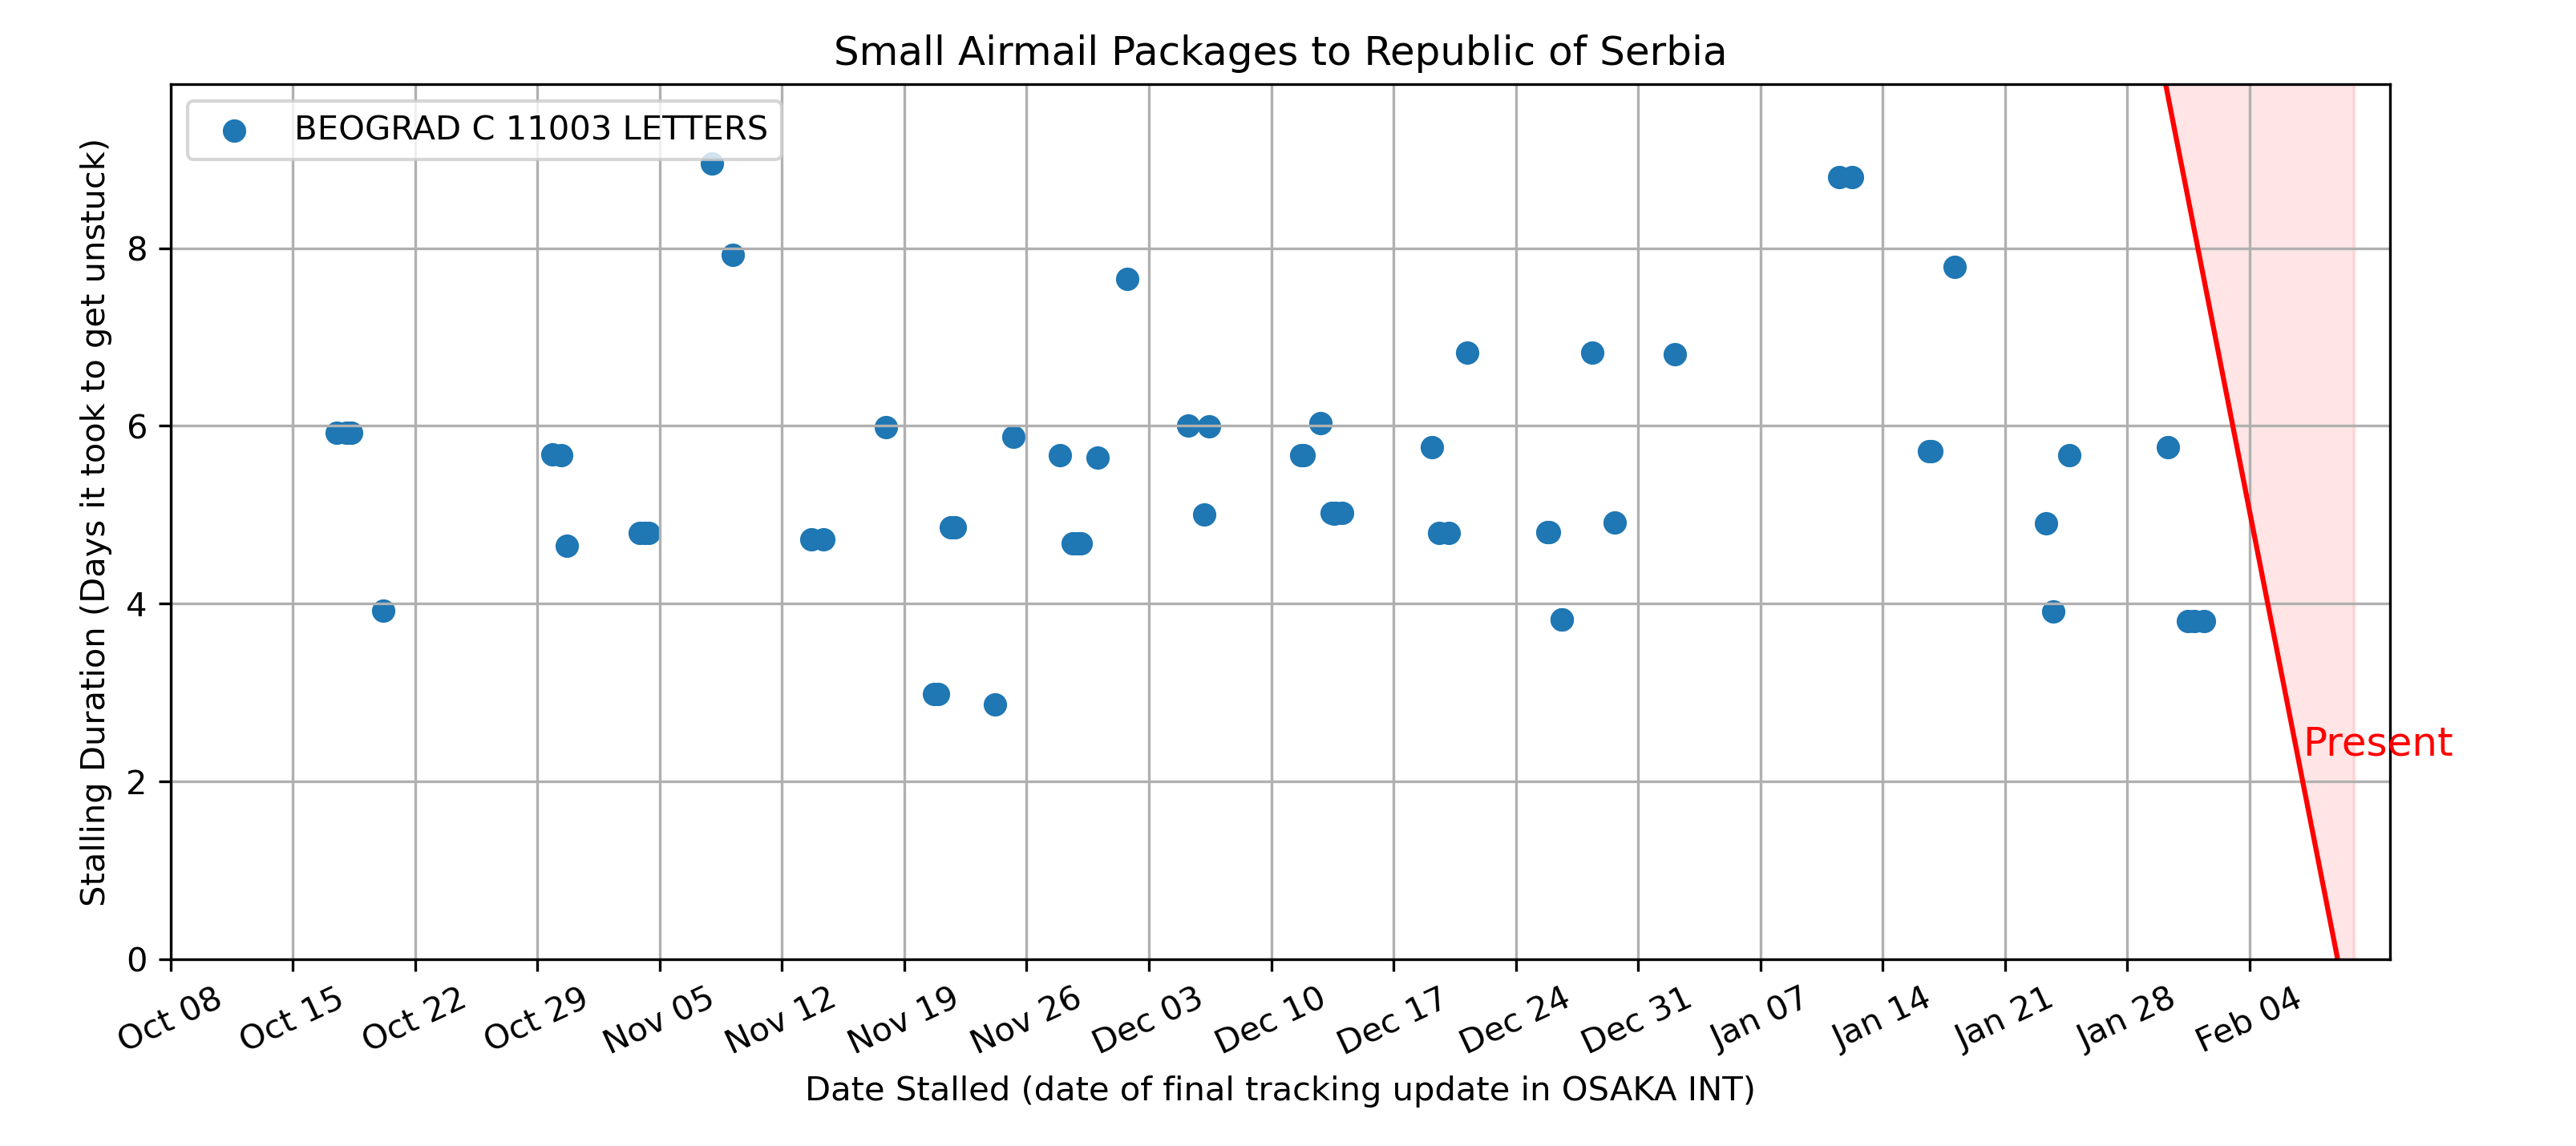 Small Airmail Packages to Republic of Serbia
BEOGRAD C 11003 LETTERS
Stalling Duration (Days it took to get unstuck)
8
6
4
2
0
Present
Oct 08
Oct 15
Oct 22
Oct 29
Nov 05
Nov 12
Nov 19
Nov 26
Dec 03
Dec 10
Dec 17
Dec 24
Dec 31
Jan 07
Jan 14
Jan 21
Jan 28
Feb 04
Date Stalled (date of final tracking update in OSAKA INT)